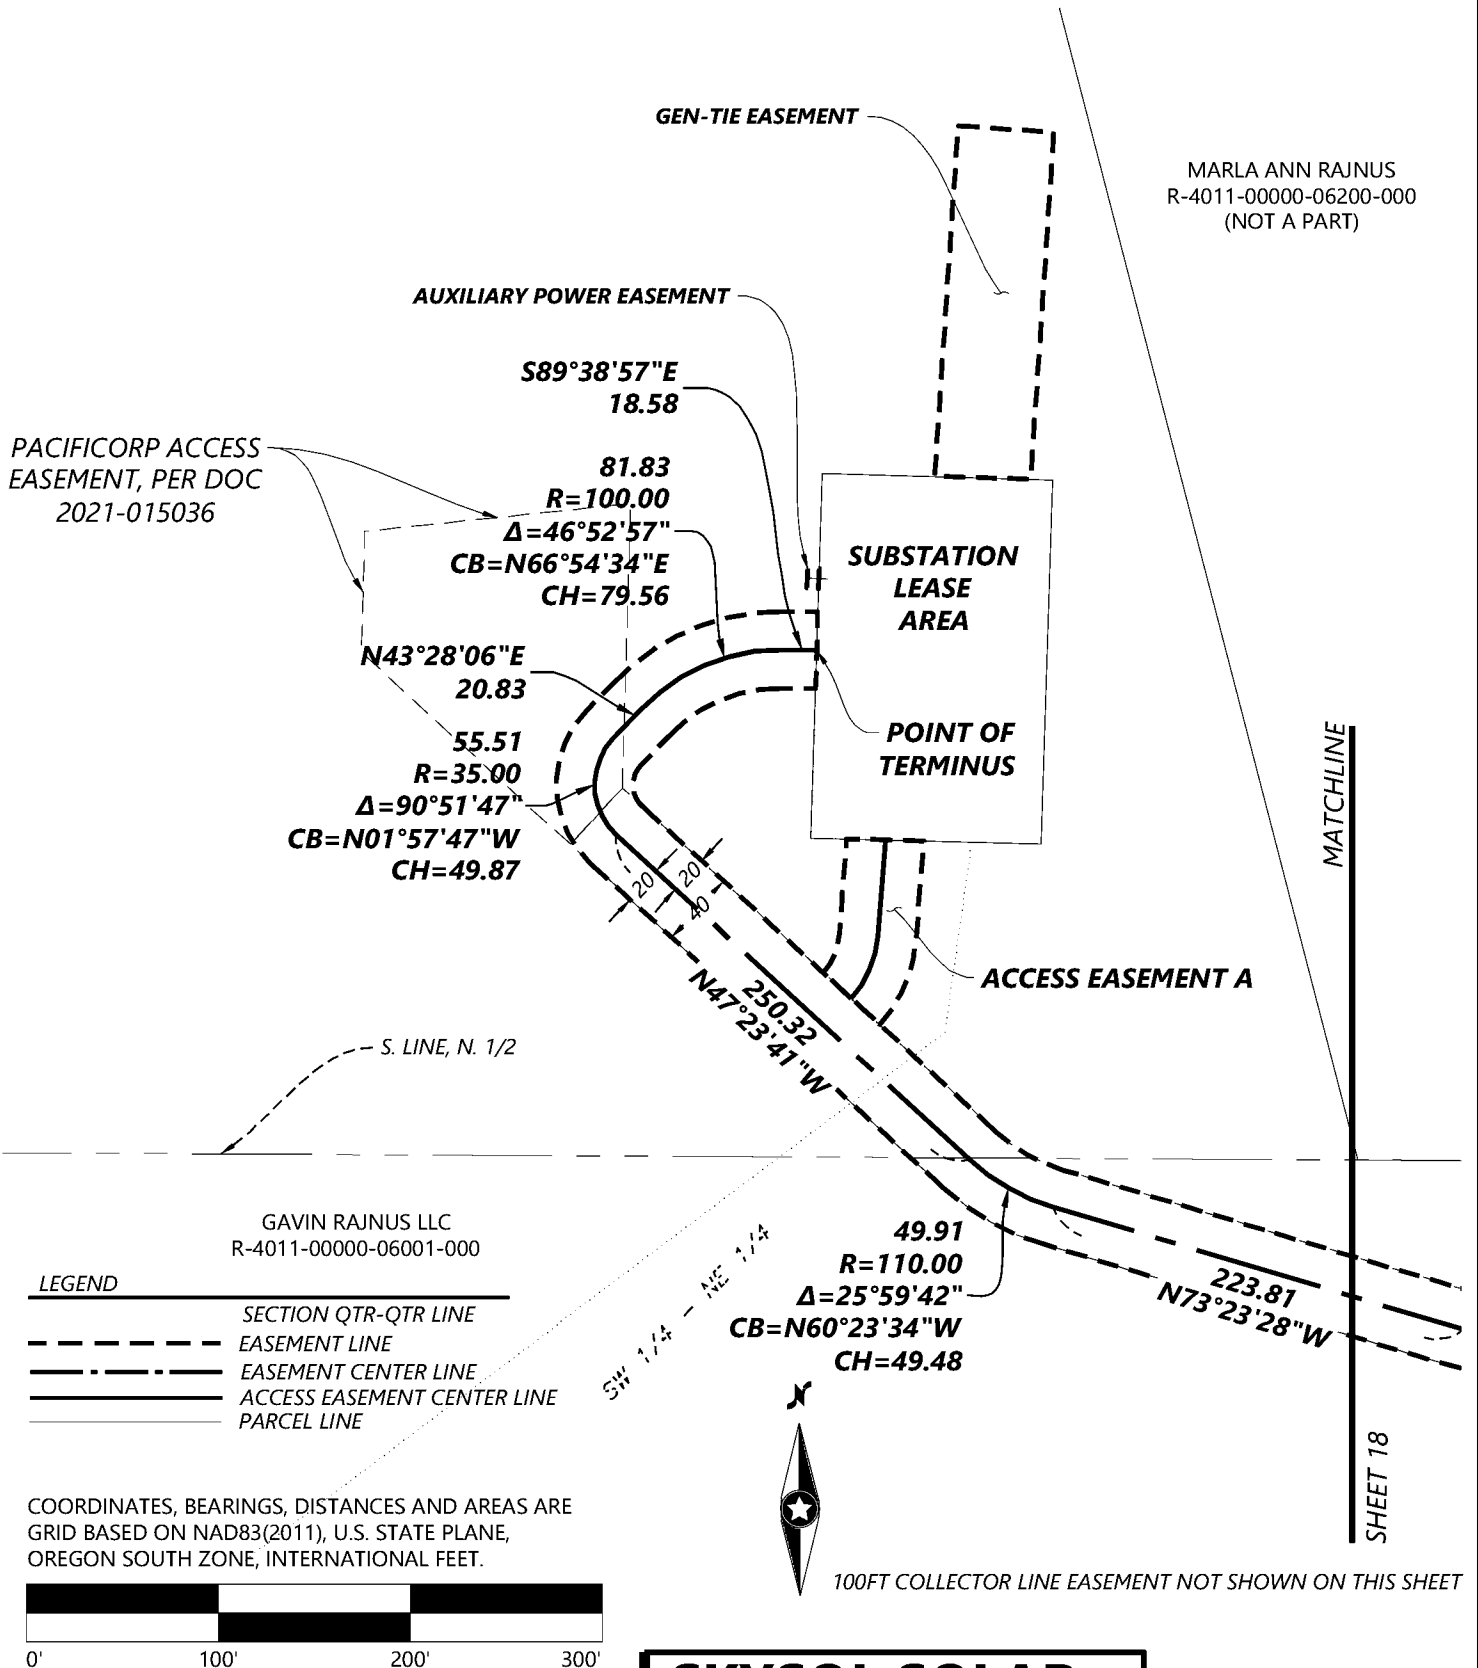 GEN-TIE EASEMENT
MARLA ANN RAJNUS
R-4011-00000-06200-000
(NOT A PART)
AUXILIARY POWER EASEMENT
S89°38'57"E
18.58
PACIFICORP ACCESS
EASEMENT, PER DOC
2021-015036
81.83
R=100.00
Δ=46°52'57"
CB=N66°54'34"E
CH=79.56
SUBSTATION
LEASE
AREA
N43°28'06"E
20.83
55.51
R=35.00
Δ=90°51'47"
CB=N01°57'47"W
CH=49.87
POINT OF
TERMINUS
MATCHLINE
20
20
40
ACCESS EASEMENT A
250.32
N47°23'41"W
S. LINE, N. 1/2
GAVIN RAJNUS LLC
R-4011-00000-06001-000
SW 1/4 - NE 1/4
49.91
R=110.00
Δ=25°59'42"
CB=N60°23'34"W
CH=49.48
223.81
N73°23'28"W
LEGEND
SECTION QTR-QTR LINE
EASEMENT LINE
EASEMENT CENTER LINE
ACCESS EASEMENT CENTER LINE
PARCEL LINE
N
SHEET 18
COORDINATES, BEARINGS, DISTANCES AND AREAS ARE
GRID BASED ON NAD83(2011), U.S. STATE PLANE,
OREGON SOUTH ZONE, INTERNATIONAL FEET.
100FT COLLECTOR LINE EASEMENT NOT SHOWN ON THIS SHEET
0' 100' 200' 300'